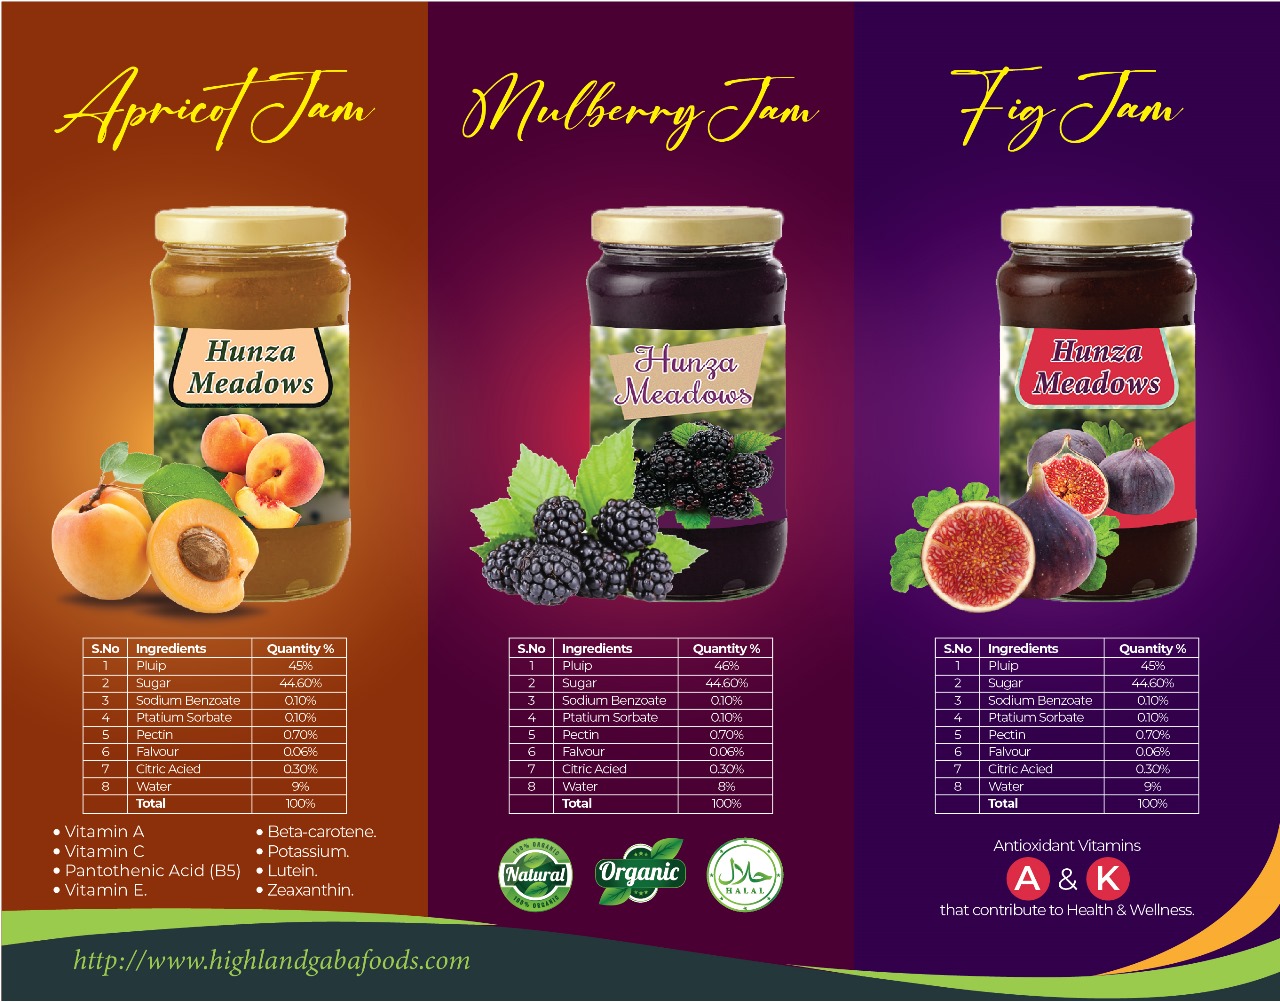 Apricot Jam
Hunza
Meadows
S.No Ingredients Quantity %
1 Pluip 45%
2 Sugar 44.60%
3 Sodium Benzoate 0.10%
4 Ptatium Sorbate 0.10%
5 Pectin 0.70%
6 Falvour 0.06%
7 Citric Acied 0.30%
8 Water 9%
Total 100%
• Vitamin A
• Vitamin C
• Pantothenic Acid (B5)
• Vitamin E.
• Beta-carotene.
• Potassium.
• Lutein.
• Zeaxanthin.
Mulberry Jam
Hunza
Meadows
S.No Ingredients Quantity %
1 Pluip 46%
2 Sugar 44.60%
3 Sodium Benzoate 0.10%
4 Ptatium Sorbate 0.10%
5 Pectin 0.70%
6 Falvour 0.06%
7 Citric Acied 0.30%
8 Water 8%
Total 100%
100% ORGANIC
Natural
100% ORGANIC
Organic
حلال
HALAL
Fig Jam
Hunza
Meadows
S.No Ingredients Quantity %
1 Pluip 45%
2 Sugar 44.60%
3 Sodium Benzoate 0.10%
4 Ptatium Sorbate 0.10%
5 Pectin 0.70%
6 Falvour 0.06%
7 Citric Acied 0.30%
8 Water 9%
Total 100%
Antioxidant Vitamins
A & K
that contribute to Health & Wellness.
http://www.highlandgabafoods.com